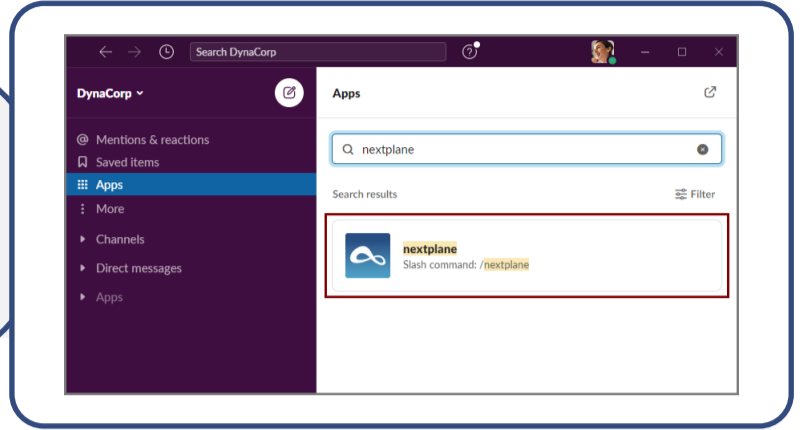 Search DynaCorp
DynaCorp
Apps
@ Mentions & reactions
Saved items
Apps
More
Channels
Direct messages
Apps
nextplane
Search results
Filter
nextplane
Slash command: /nextplane